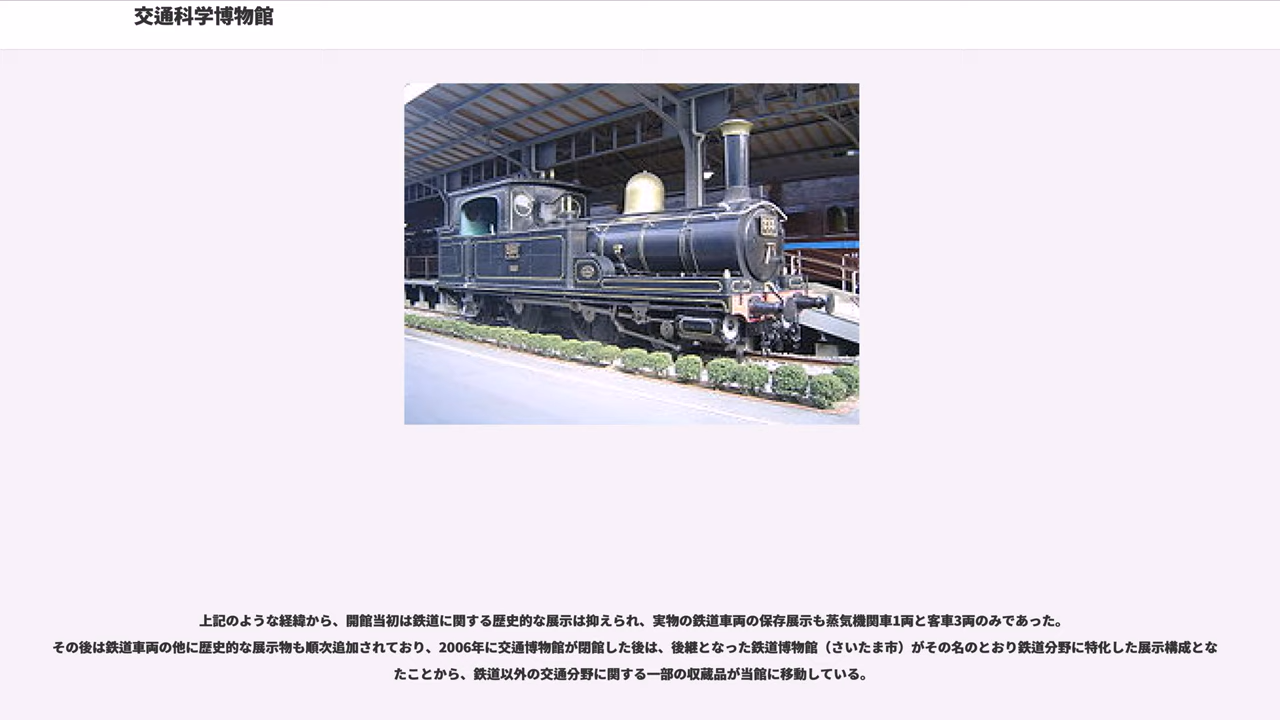 交通科学博物館
上記のような経緯から、開館当初は鉄道に関する歴史的な展示は抑えられ、実物の鉄道車両の保存展示も蒸気機関車1両と客車3両のみであった。
その後は鉄道車両の他に歴史的な展示物も順次追加されており、2006年に交通博物館が閉館した後は、後継となった鉄道博物館（さいたま市）がその名のとおり鉄道分野に特化した展示構成とな
たことから、鉄道以外の交通分野に関する一部の収蔵品が当館に移動している。